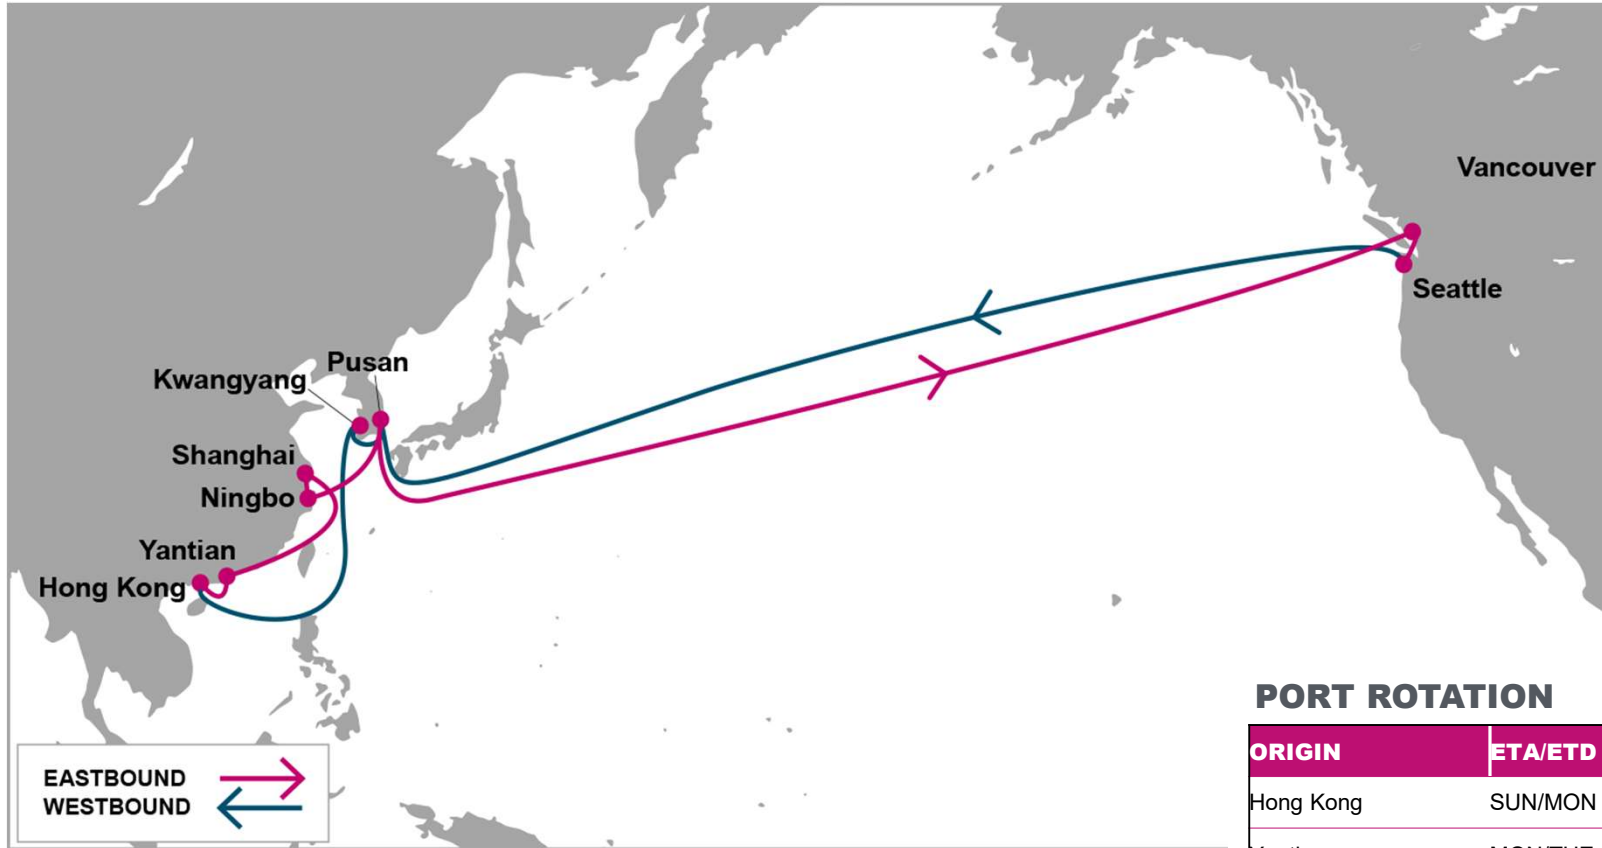 Vancouver
Seattle
Pusan
Kwangyang
Shanghai
Ningbo
Yantian
Hong Kong
PORT ROTATION
ORIGIN ETA/ETD
Hong Kong SUN/MON
EASTBOUND
WESTBOUND